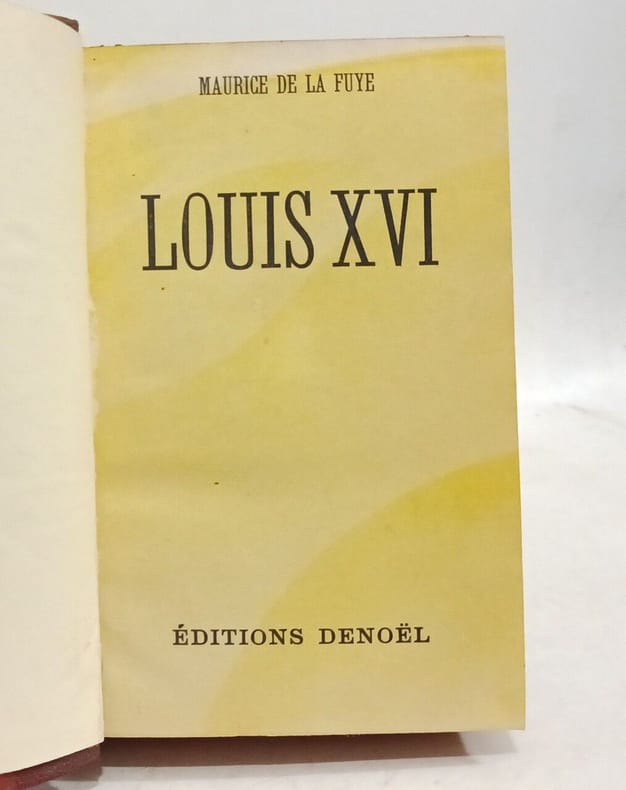 MAURICE DE LA FUYE
LOUIS XVI
ÉDITIONS DENOËL